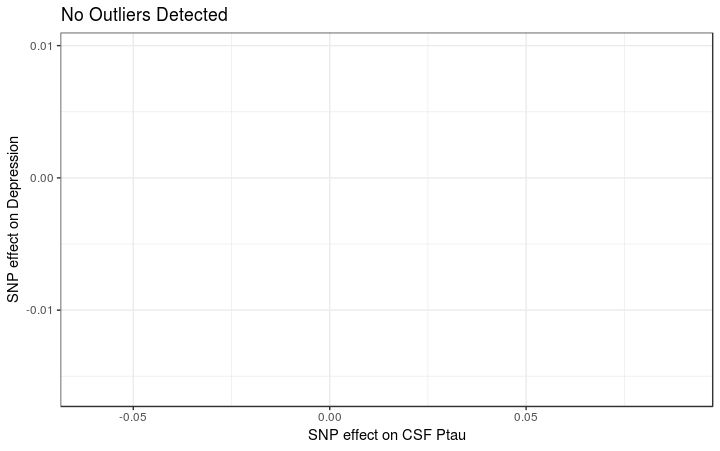 No Outliers Detected
0.01
0.00
-0.01
SNP effect on Depression
-0.05
0.00
0.05
SNP effect on CSF Ptau